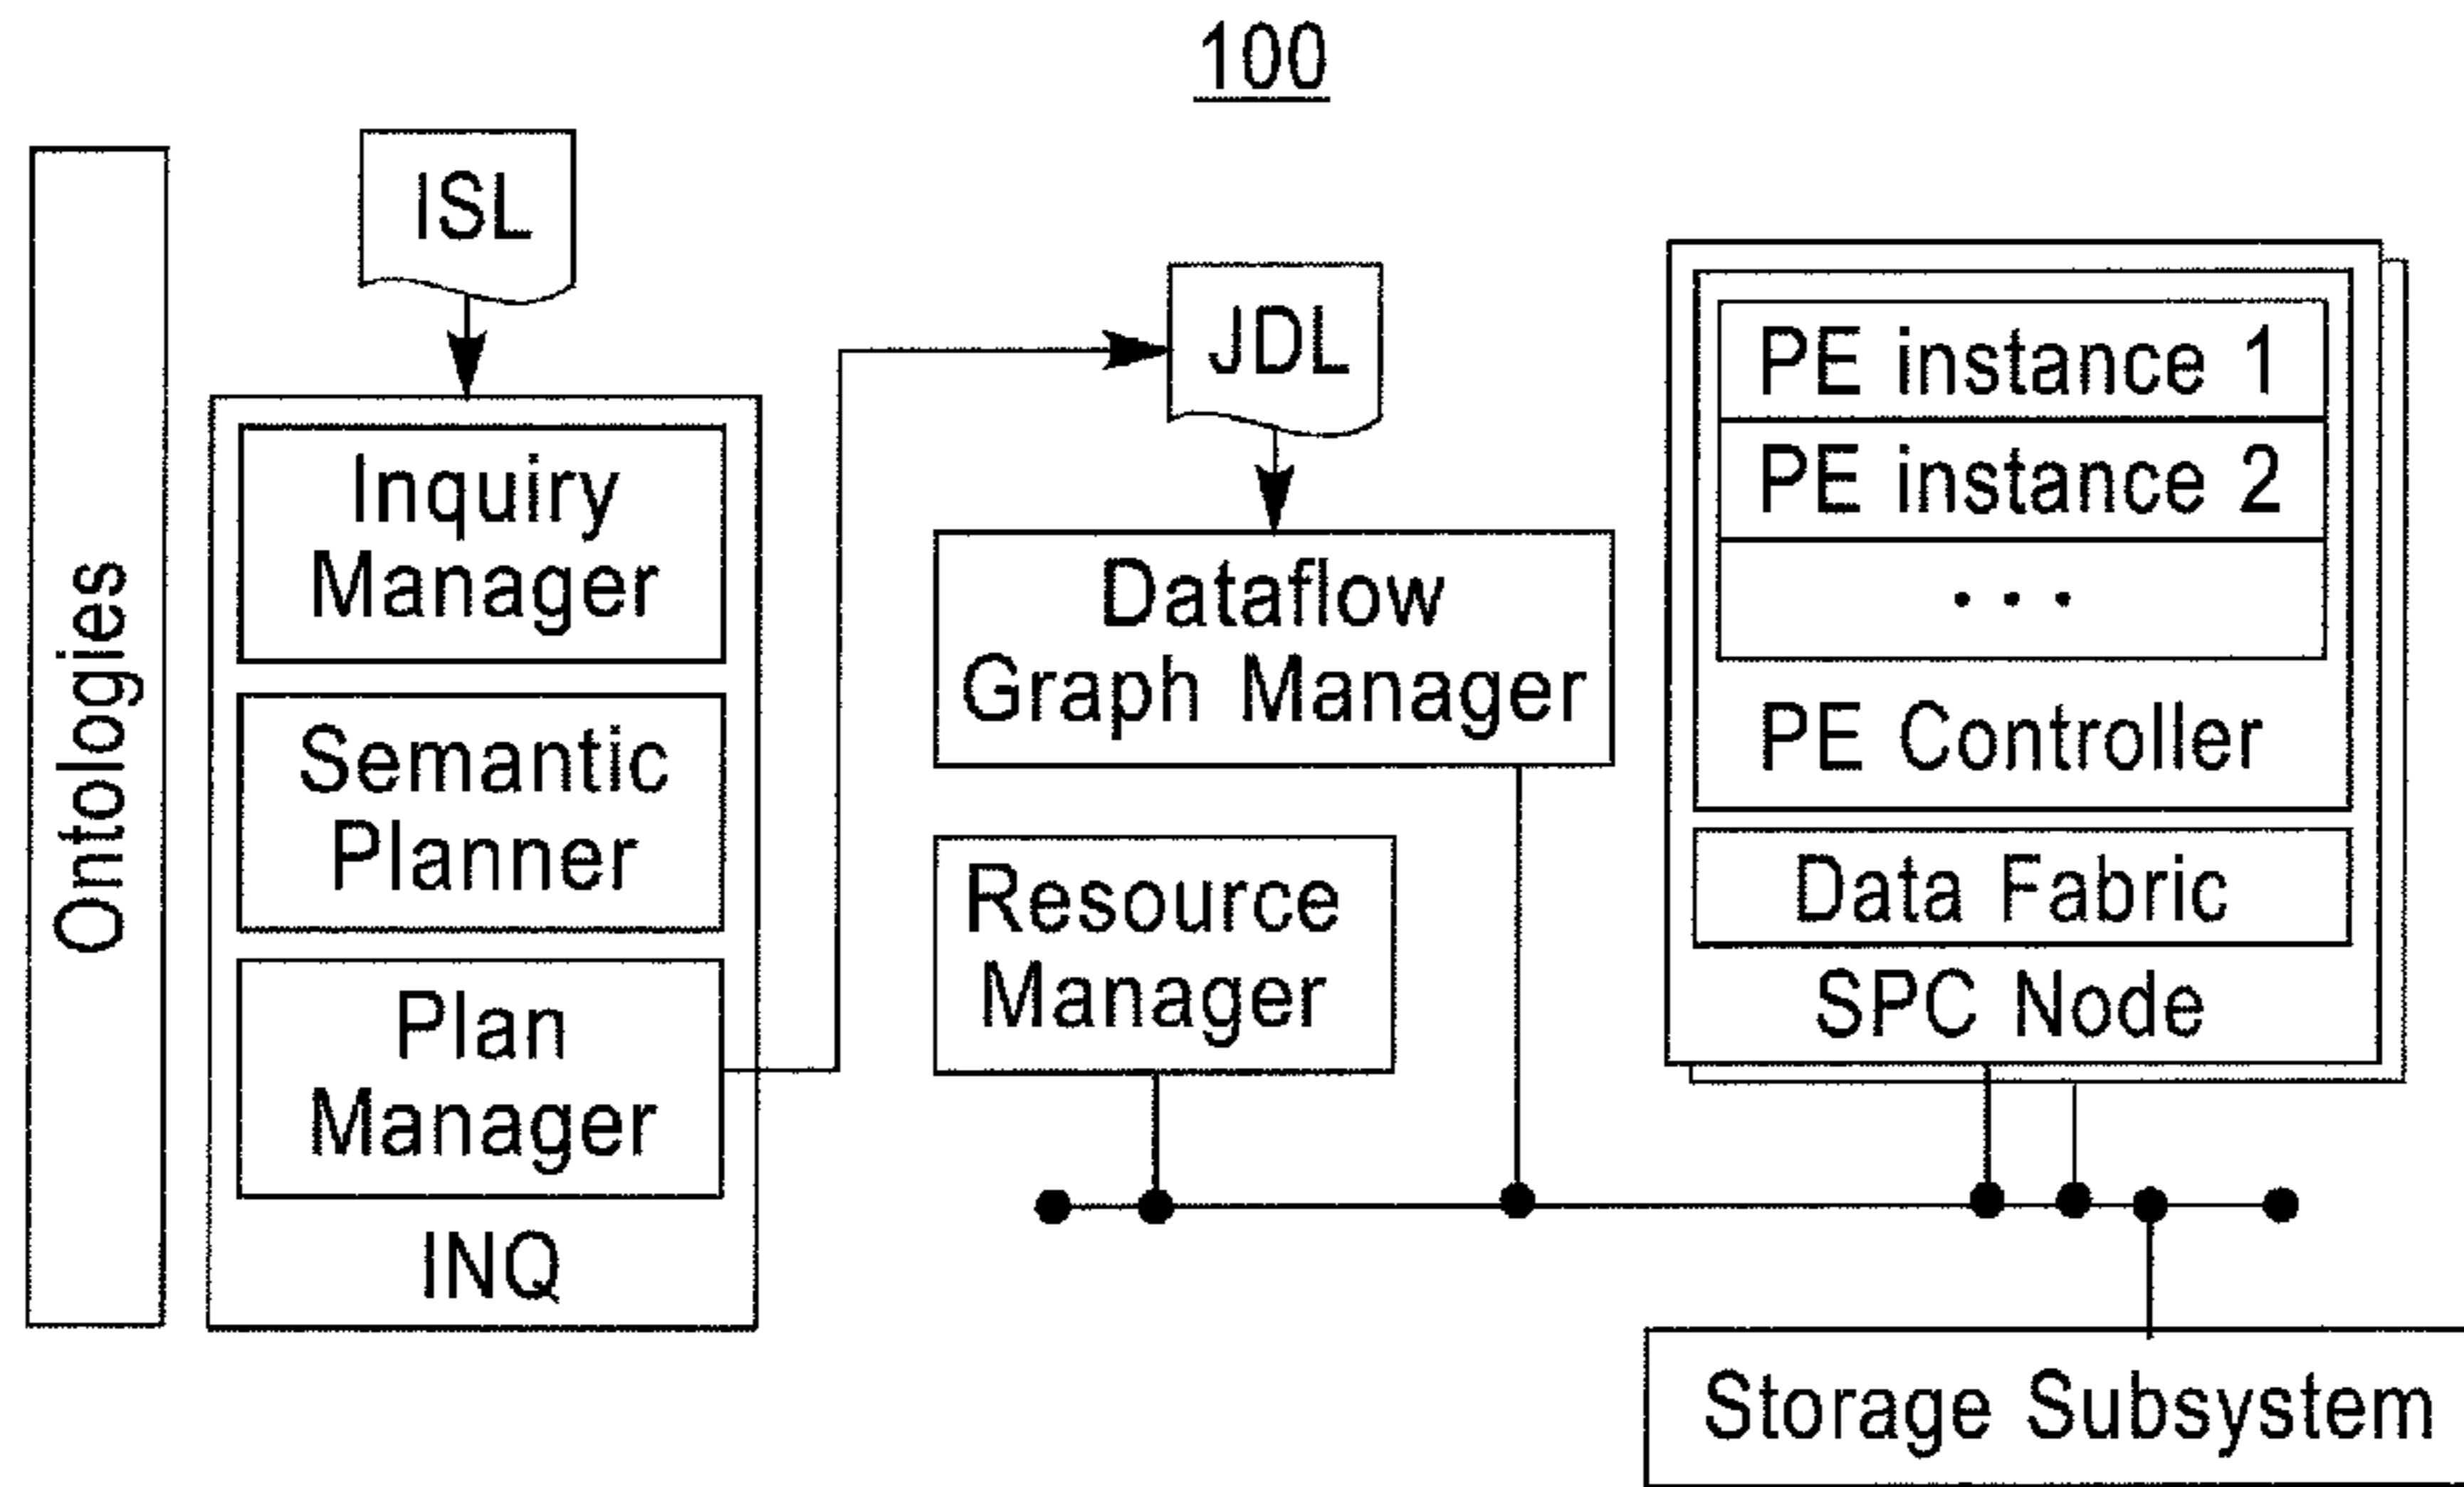 100
Ontologies
ISL
Inquiry
Manager
Semantic
Planner
Plan
Manager
INQ
JDL
Dataflow
Graph Manager
Resource
Manager
PE instance 1
PE instance 2
...
PE Controller
Data Fabric
SPC Node
Storage Subsystem